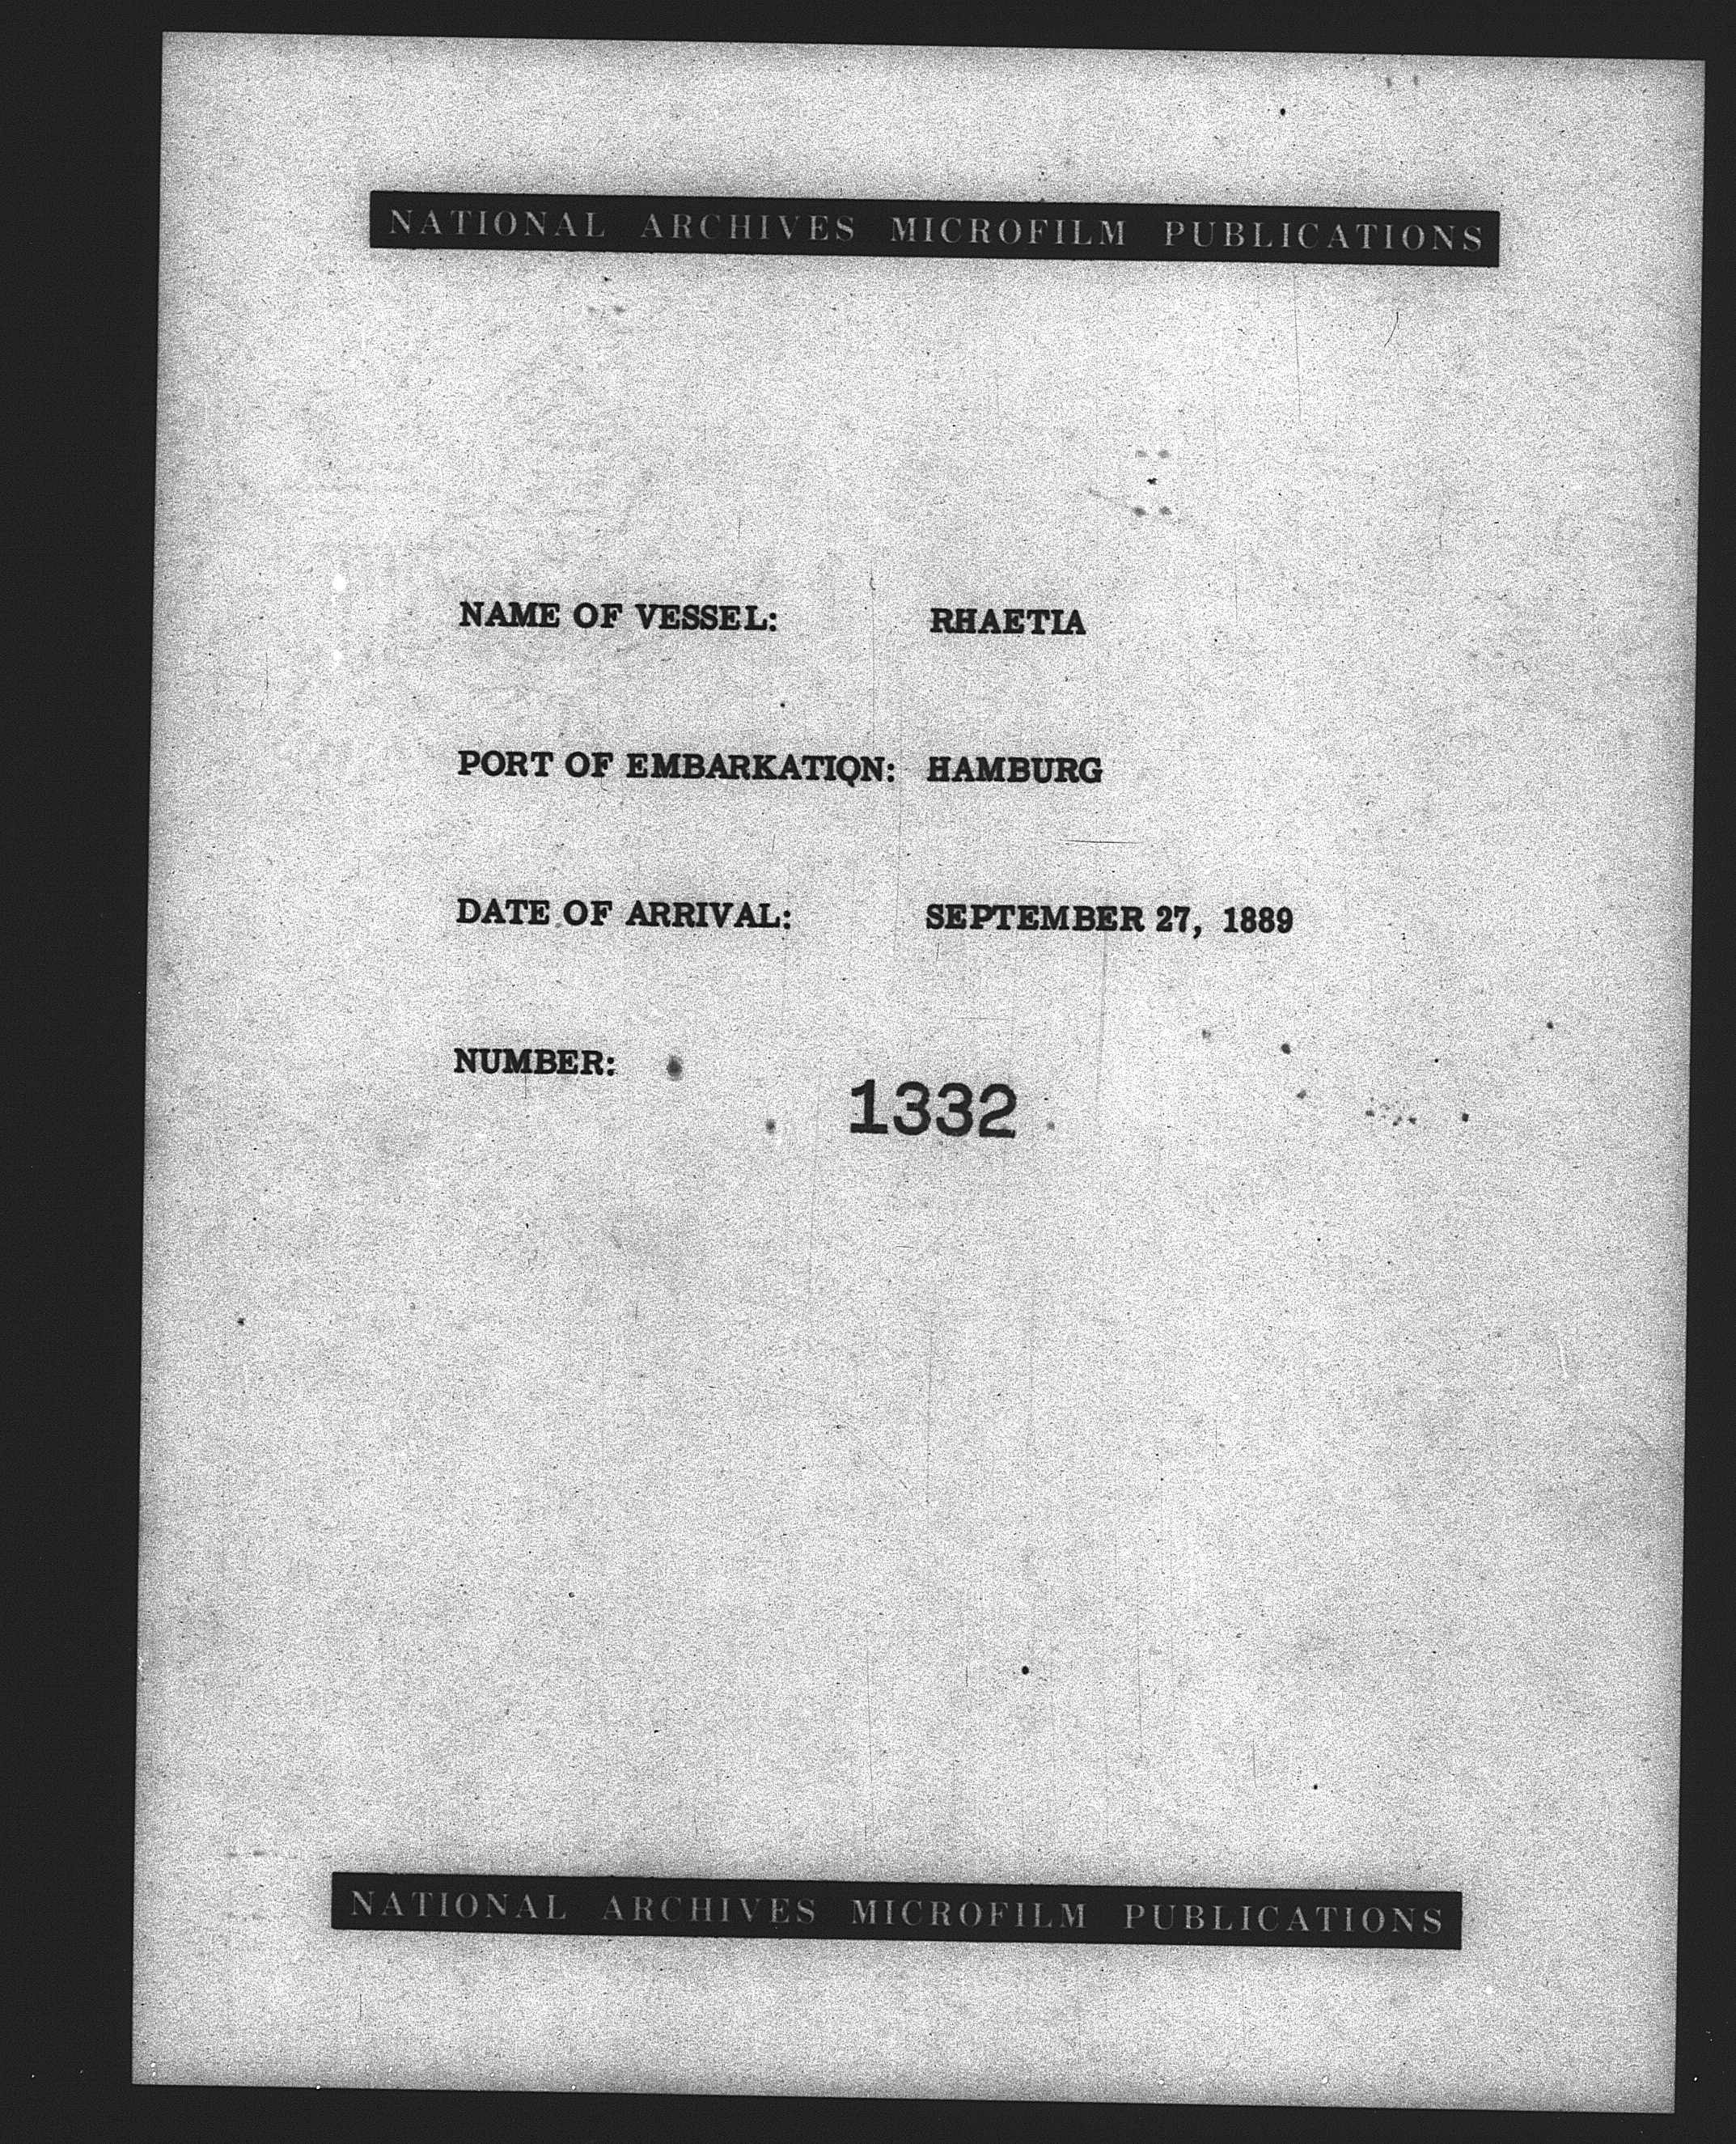 NATIONAL ARCHIVES MICROFILM PUBLICATIONS
NAME OF VESSEL: RHAETIA
PORT OF EMBARKATION: HAMBURG
DATE OF ARRIVAL: SEPTEMBER 27, 1889
NUMBER:
1332
NATIONAL ARCHIVES MICROFILM PUBLICATIONS